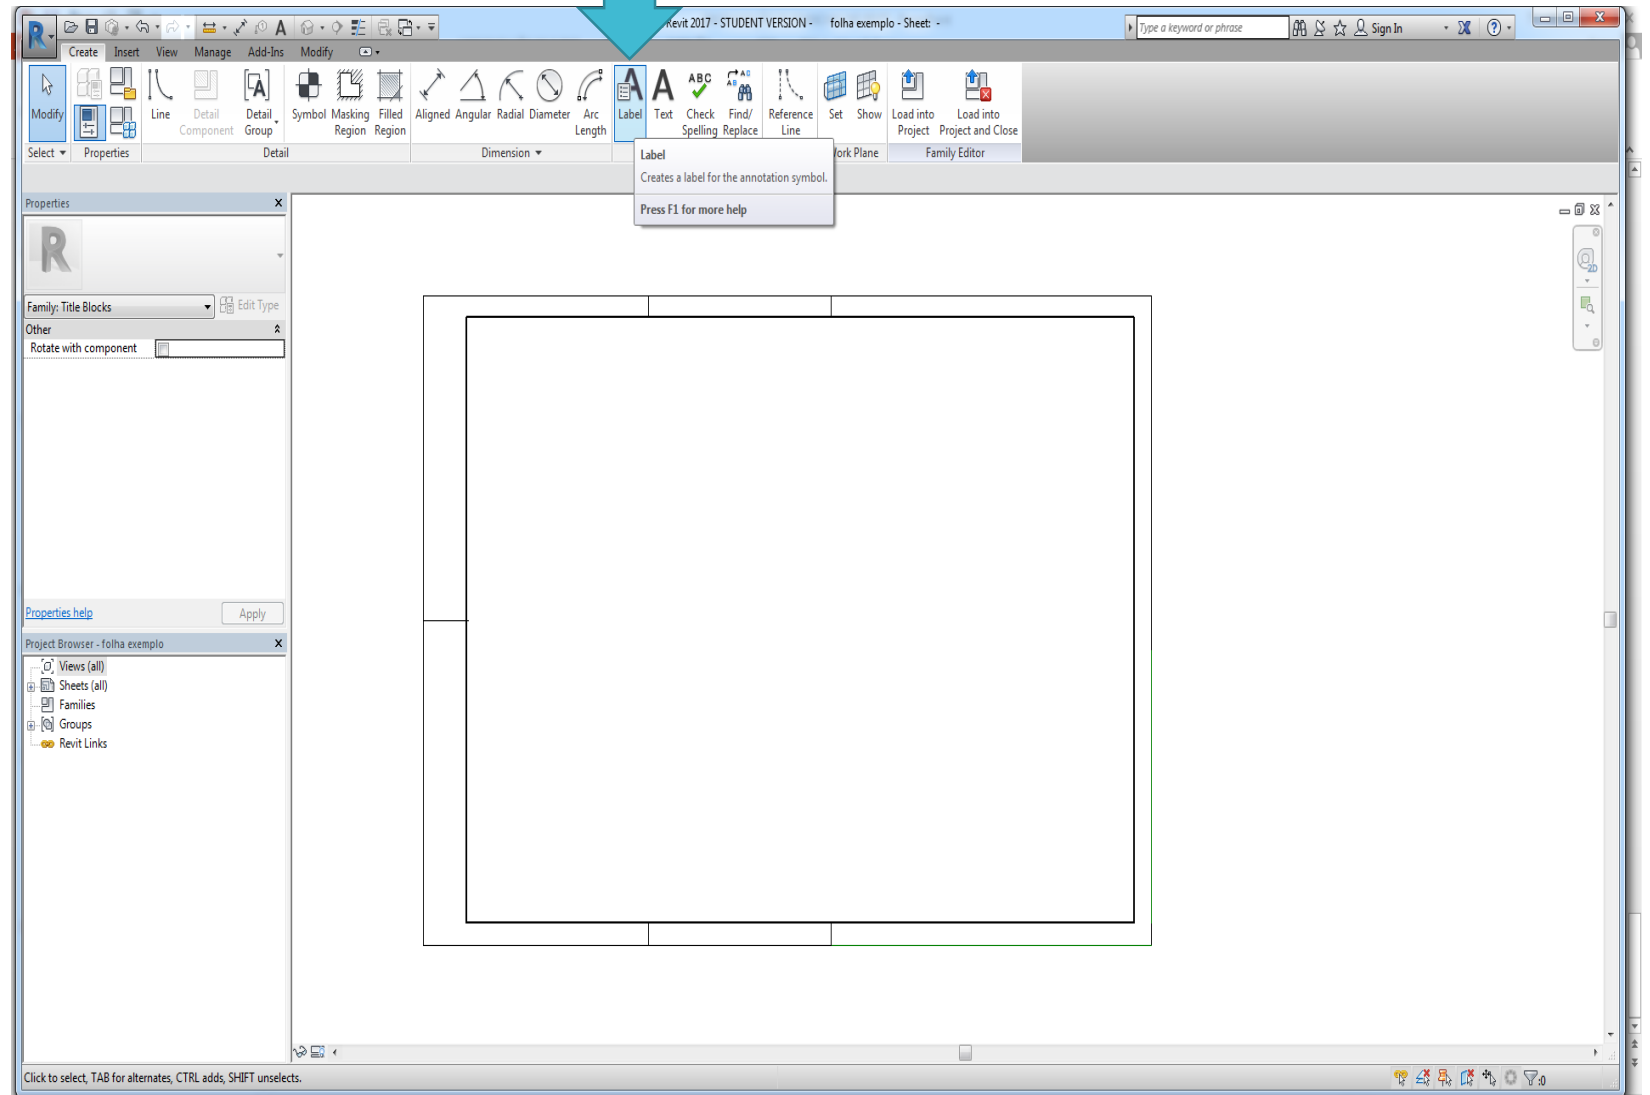 Revit 2017 - STUDENT VERSION - folha exemplo - Sheet: -
Type a keyword or phrase
Sign In
Create Insert View Manage Add-Ins Modify
Modify
Line
Detail Component
Detail Group
Symbol
Masking Region
Filled Region
Aligned
Angular
Radial
Diameter
Arc Length
Label
Text
ABC
Check Spelling
Find/ Replace
Reference Line
Set
Show
Load into Project
Load into Project and Close
Select
Properties
Detail
Dimension
Work Plane
Family Editor
Label
Creates a label for the annotation symbol.
Press F1 for more help
Properties
Family: Title Blocks
Edit Type
Other
Rotate with component
Properties help
Apply
Project Browser - folha exemplo
Views (all)
Sheets (all)
Families
Groups
Revit Links
2D
Click to select, TAB for alternates, CTRL adds, SHIFT unselects.
:0